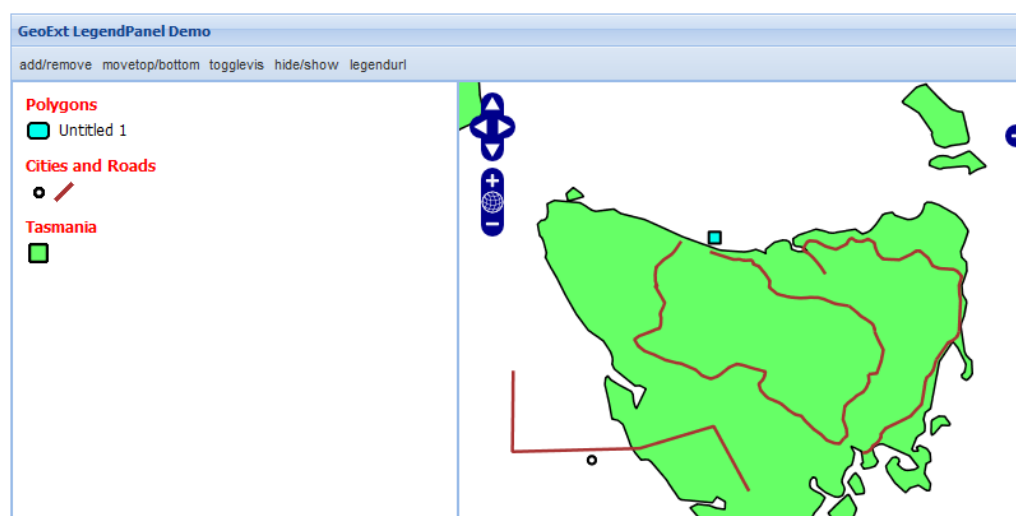 GeoExt LegendPanel Demo
add/remove movetop/bottom togglevis hide/show legendurl
Polygons
Untitled 1
Cities and Roads
Tasmania